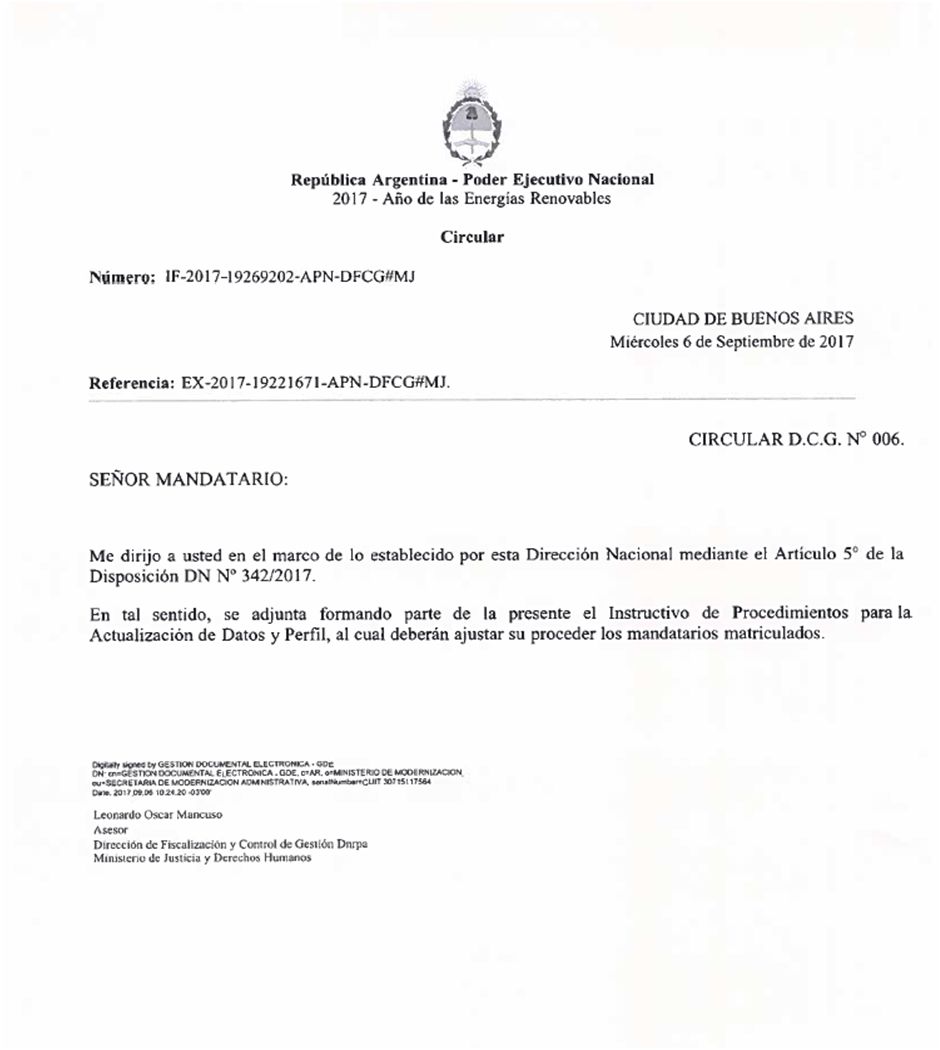 República Argentina - Poder Ejecutivo Nacional
2017 - Año de las Energías Renovables
Circular
Número: IF-2017-19269202-APN-DFCG#MJ
CIUDAD DE BUENOS AIRES
Miércoles 6 de Septiembre de 2017
Referencia: EX-2017-19221671-APN-DFCG#MJ.
CIRCULAR D.C.G. N° 006.
SEÑOR MANDATARIO:
Me dirijo a usted en el marco de lo establecido por esta Dirección Nacional mediante el Artículo 5° de la
Disposición DN Nº 342/2017.
En tal sentido, se adjunta formando parte de la presente el Instructivo de Procedimientos para la
Actualización de Datos y Perfil, al cual deberán ajustar su proceder los mandatarios matriculados.
Digitally signed by GESTION DOCUMENTAL ELECTRONICA - GDE
DN: cn=GESTION DOCUMENTAL ELECTRONICA - GDE, c=AR, o=MINISTERIO DE MODERNIZACION,
ou=SECRETARIA DE MODERNIZACION ADMINISTRATIVA, serialNumber=CUIT 30715117564
Date: 2017.09.06 10:24:20 -03'00'
Leonardo Oscar Mancuso
Asesor
Dirección de Fiscalización y Control de Gestión Dnrpa
Ministerio de Justicia y Derechos Humanos